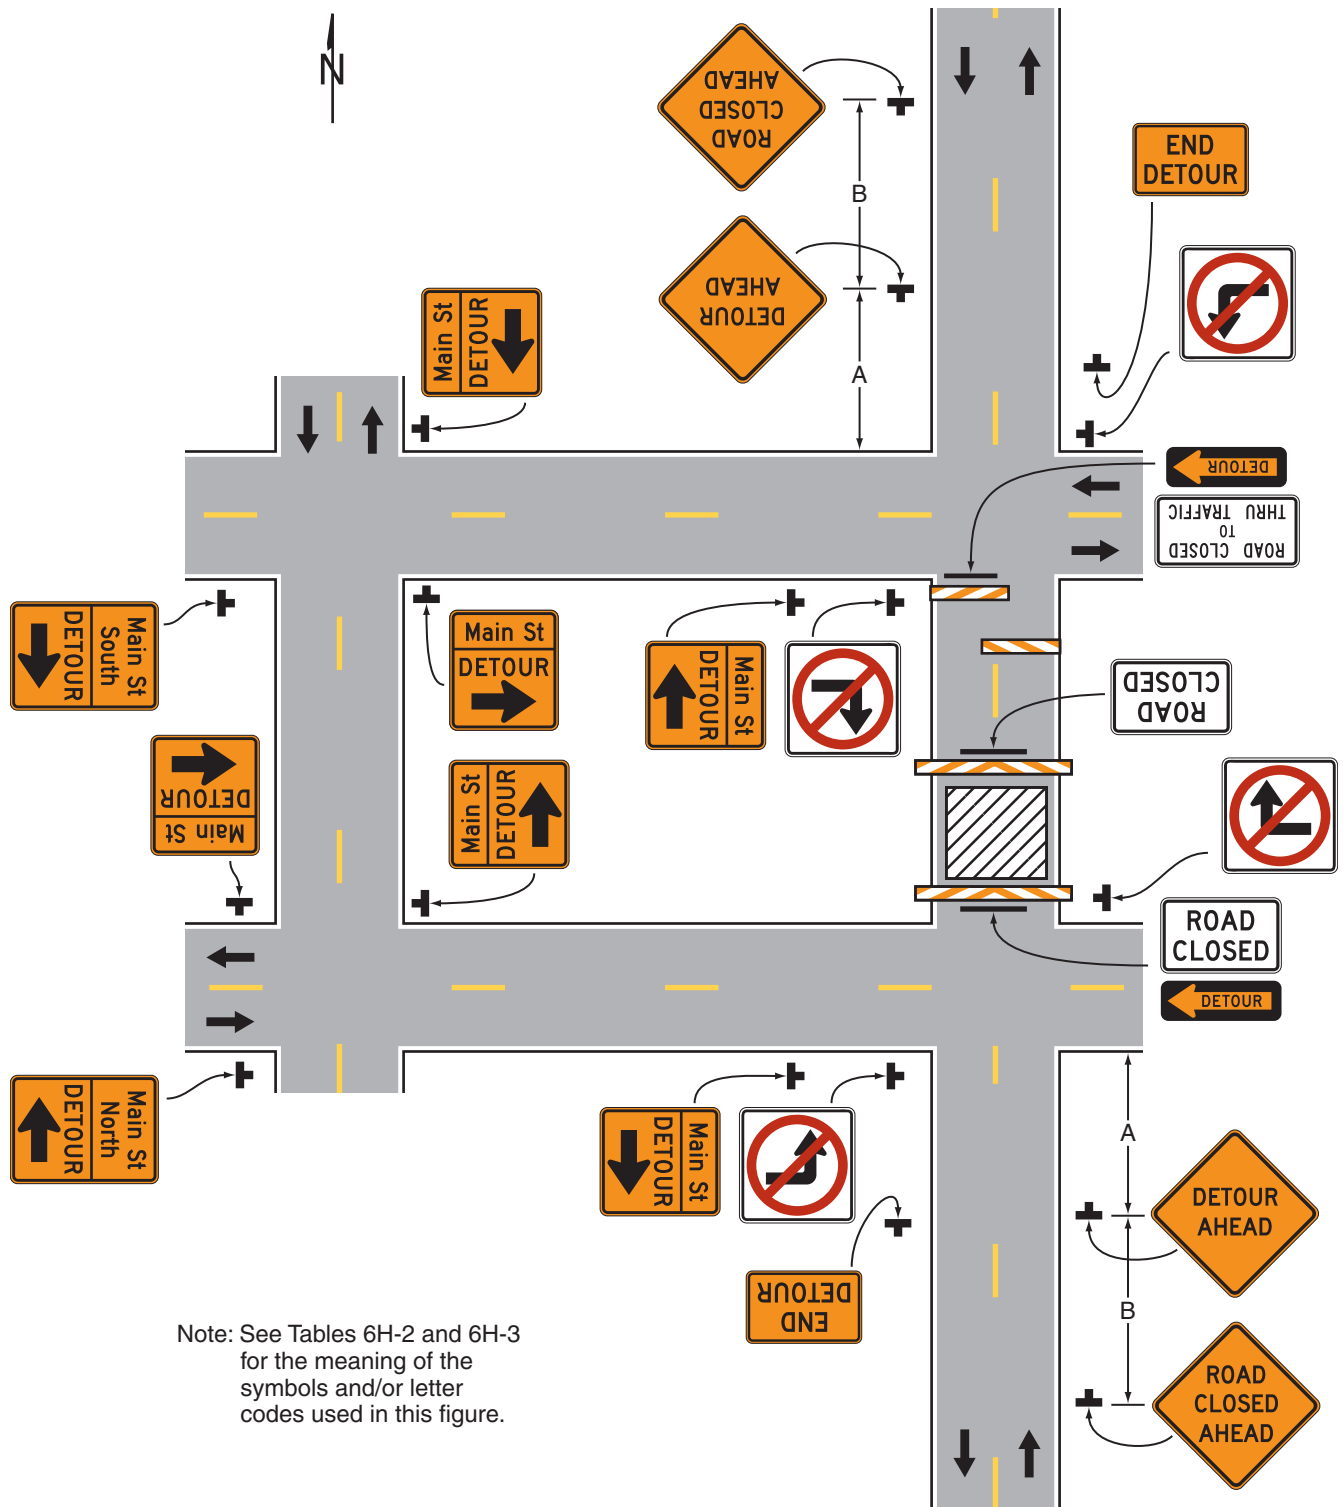 N
ROAD
CLOSED
AHEAD
B
DETOUR
AHEAD
A
END
DETOUR
Main St
DETOUR
DETOUR
ROAD CLOSED
TO
THRU TRAFFIC
Main St
South
DETOUR
Main St
DETOUR
Main St
DETOUR
ROAD
CLOSED
Main St
DETOUR
Main St
DETOUR
ROAD
CLOSED
DETOUR
Main St
North
DETOUR
Main St
DETOUR
A
DETOUR
AHEAD
END
DETOUR
B
ROAD
CLOSED
AHEAD
Note: See Tables 6H-2 and 6H-3
for the meaning of the
symbols and/or letter
codes used in this figure.